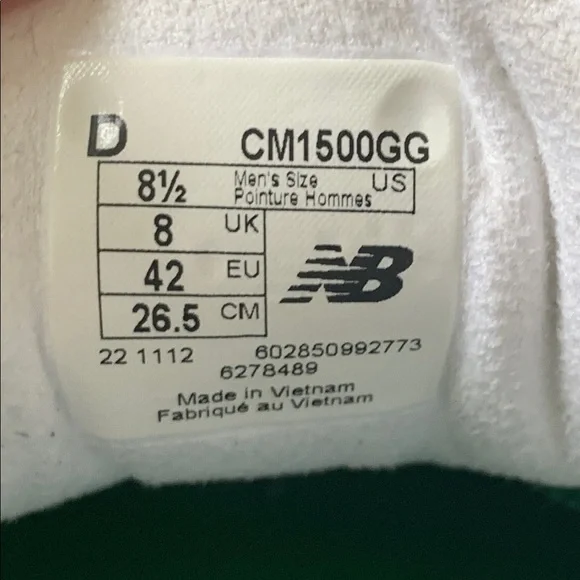 D CM1500GG
8½ Men's Size US
Pointure Hommes
8 UK
42 EU
NB
26.5 CM
22 1112 602850992773
6278489
Made in Vietnam
Fabriqué au Vietnam